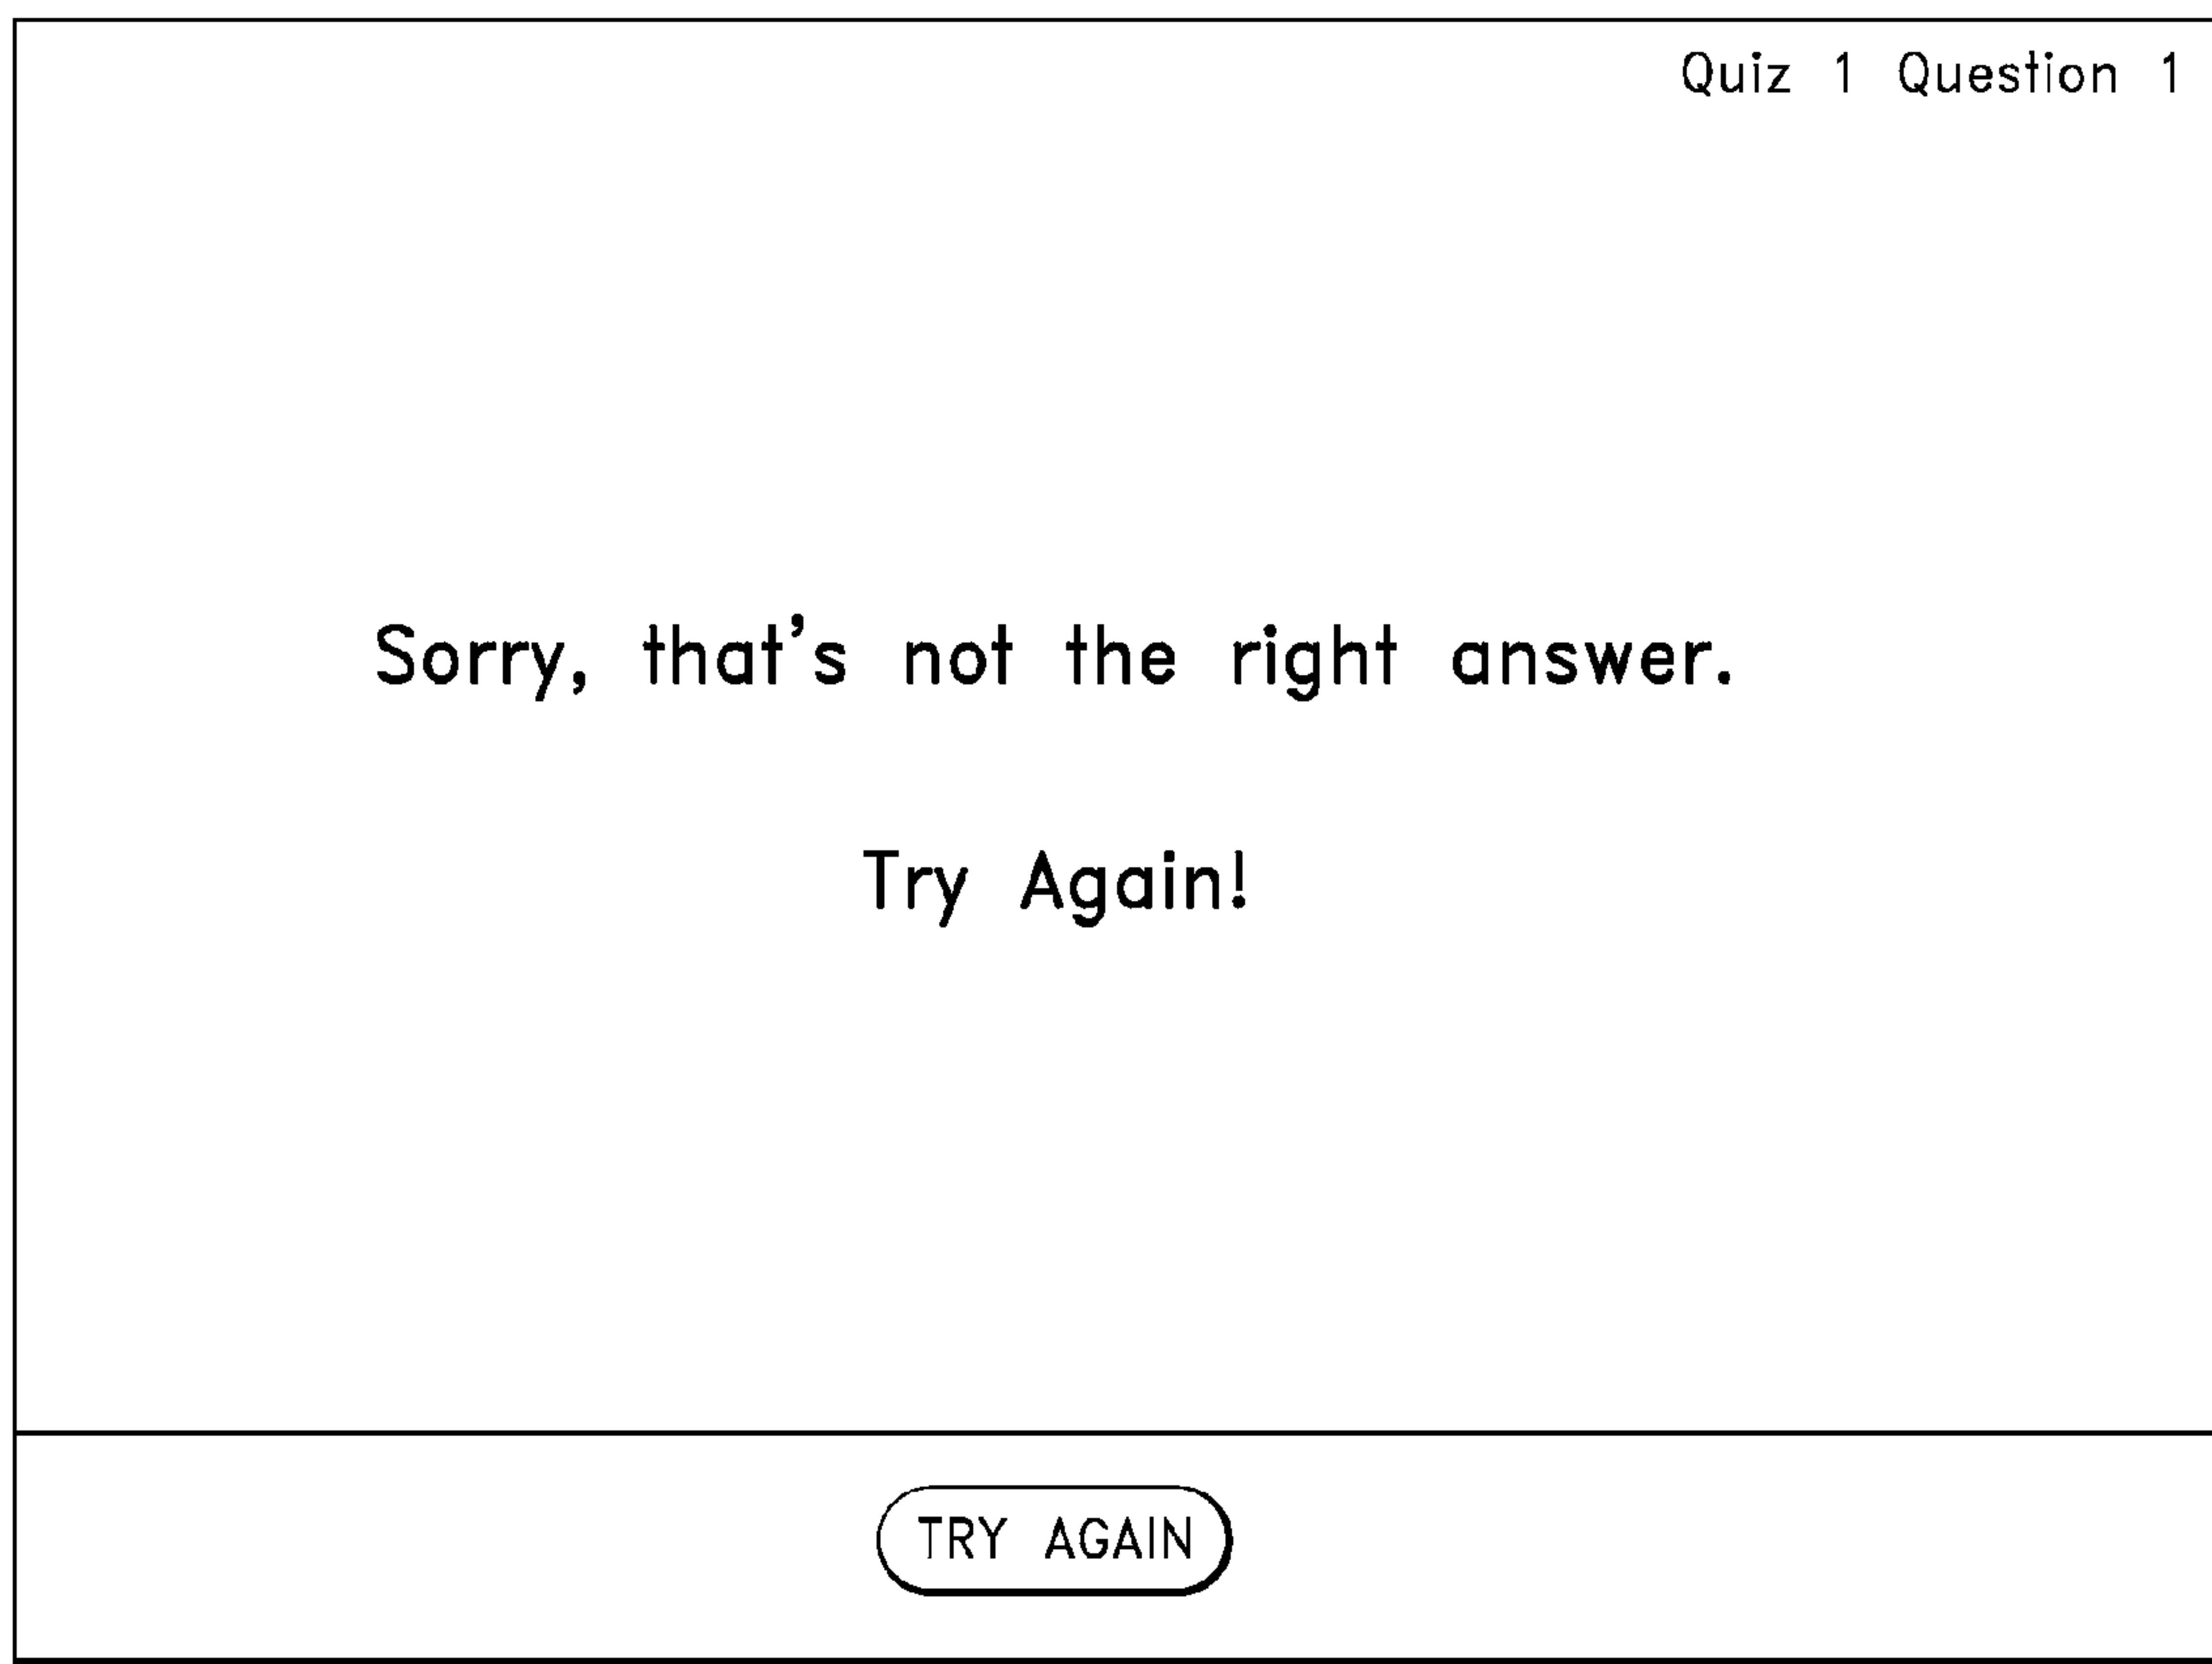 Quiz 1 Question 1
Sorry, that's not the right answer.
Try Again!
TRY AGAIN